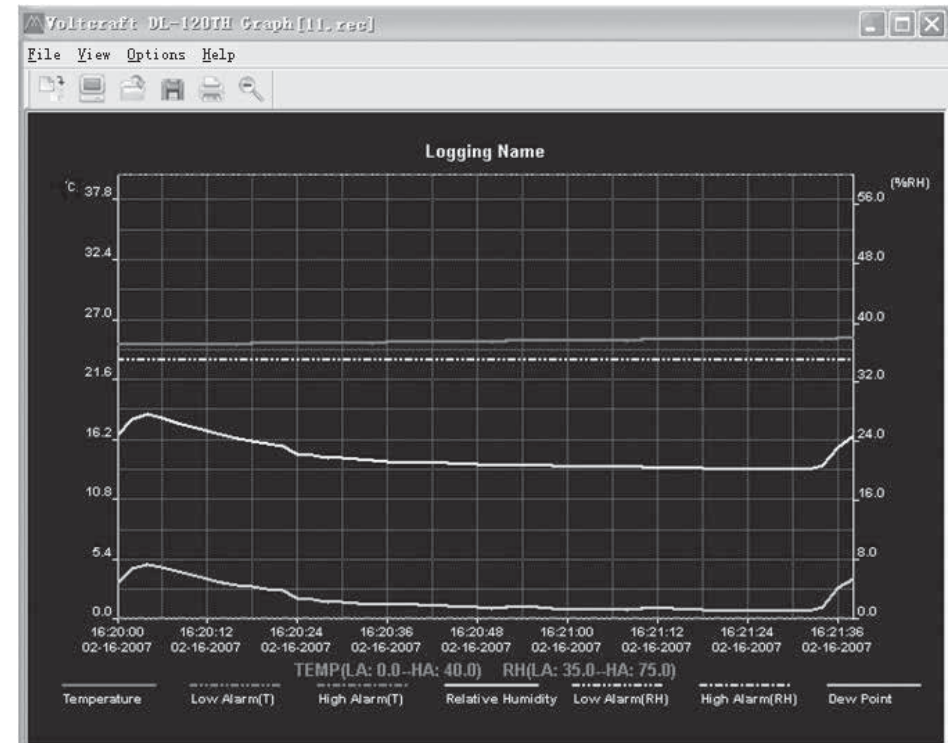 Voltcraft DL-120TH Graph[11.rec]
File View Options Help
Logging Name
°C
(%RH)
37.8
56.0
32.4
48.0
27.0
40.0
21.6
32.0
16.2
24.0
10.8
16.0
5.4
8.0
0.0
0.0
16:20:00 16:20:12 16:20:24 16:20:36 16:20:48 16:21:00 16:21:12 16:21:24 16:21:36
02-16-2007 02-16-2007 02-16-2007 02-16-2007 02-16-2007 02-16-2007 02-16-2007 02-16-2007 02-16-2007
TEMP(LA: 0.0--HA: 40.0) RH(LA: 35.0--HA: 75.0)
Temperature Low Alarm(T) High Alarm(T) Relative Humidity Low Alarm(RH) High Alarm(RH) Dew Point